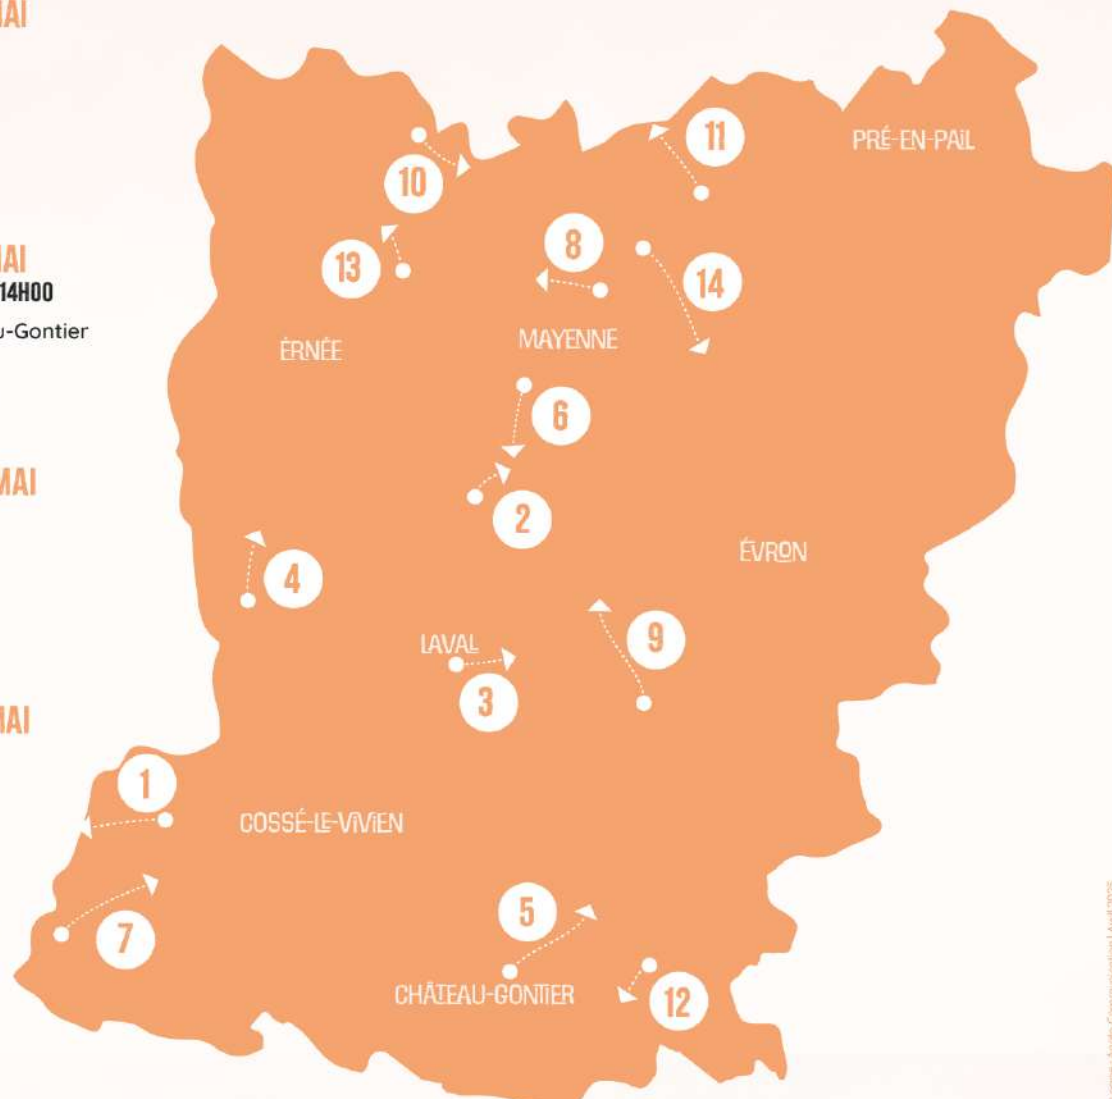 MAI
MAI
14H00
u-Gontier
MAI
MAI
11
PRÉ-EN-PAIL
10
8
13
14
MAYENNE
ÉRNÉE
6
2
ÉVRON
4
9
LAVAL
3
1
COSSÉ-LE-VIVIEN
5
7
CHÂTEAU-GONTIER
12